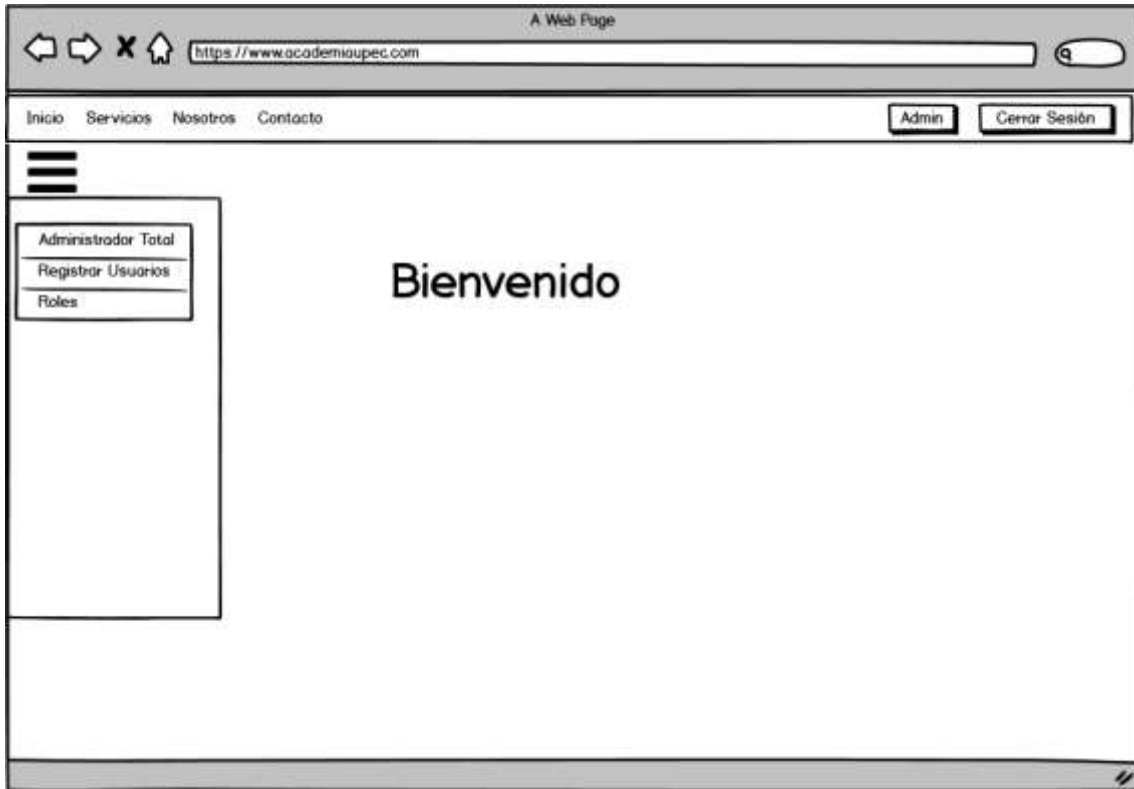 A Web Page
https://www.academiaupec.com
Inicio Servicios Nosotros Contacto Admin Cerrar Sesión
Administrador Total
Registrar Usuarios
Roles
Bienvenido